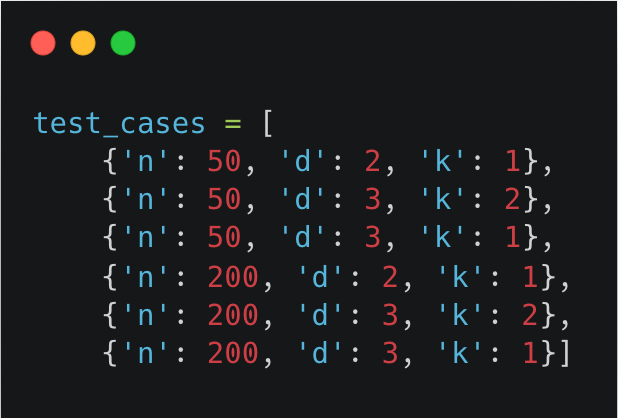 test_cases = [
    {'n': 50, 'd': 2, 'k': 1},
    {'n': 50, 'd': 3, 'k': 2},
    {'n': 50, 'd': 3, 'k': 1},
    {'n': 200, 'd': 2, 'k': 1},
    {'n': 200, 'd': 3, 'k': 2},
    {'n': 200, 'd': 3, 'k': 1}]